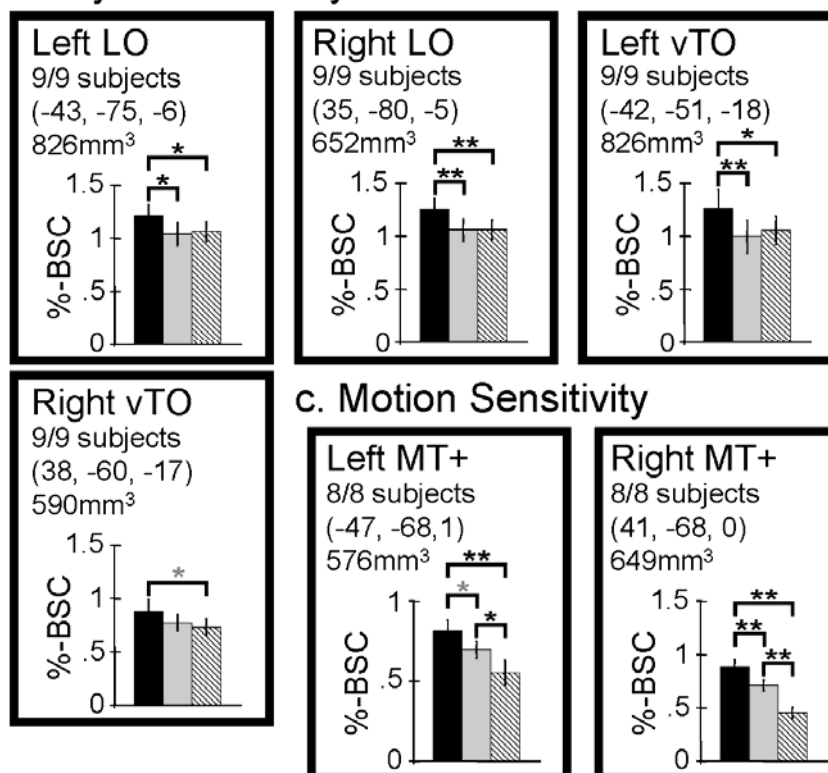 Left LO
9/9 subjects
(-43, -75, -6)
826mm³
*
*
1.5
1
.5
0
%-BSC
Right LO
9/9 subjects
(35, -80, -5)
652mm³
**
**
1.5
1
.5
0
%-BSC
Left vTO
9/9 subjects
(-42, -51, -18)
826mm³
*
**
1.5
1
.5
0
%-BSC
Right vTO
9/9 subjects
(38, -60, -17)
590mm³
*
1.5
1
.5
0
%-BSC
c. Motion Sensitivity
Left MT+
8/8 subjects
(-47, -68,1)
576mm³
**
*
*
1
0.5
0
%-BSC
Right MT+
8/8 subjects
(41, -68, 0)
649mm³
**
**
**
1.5
1
0.5
0
%-BSC